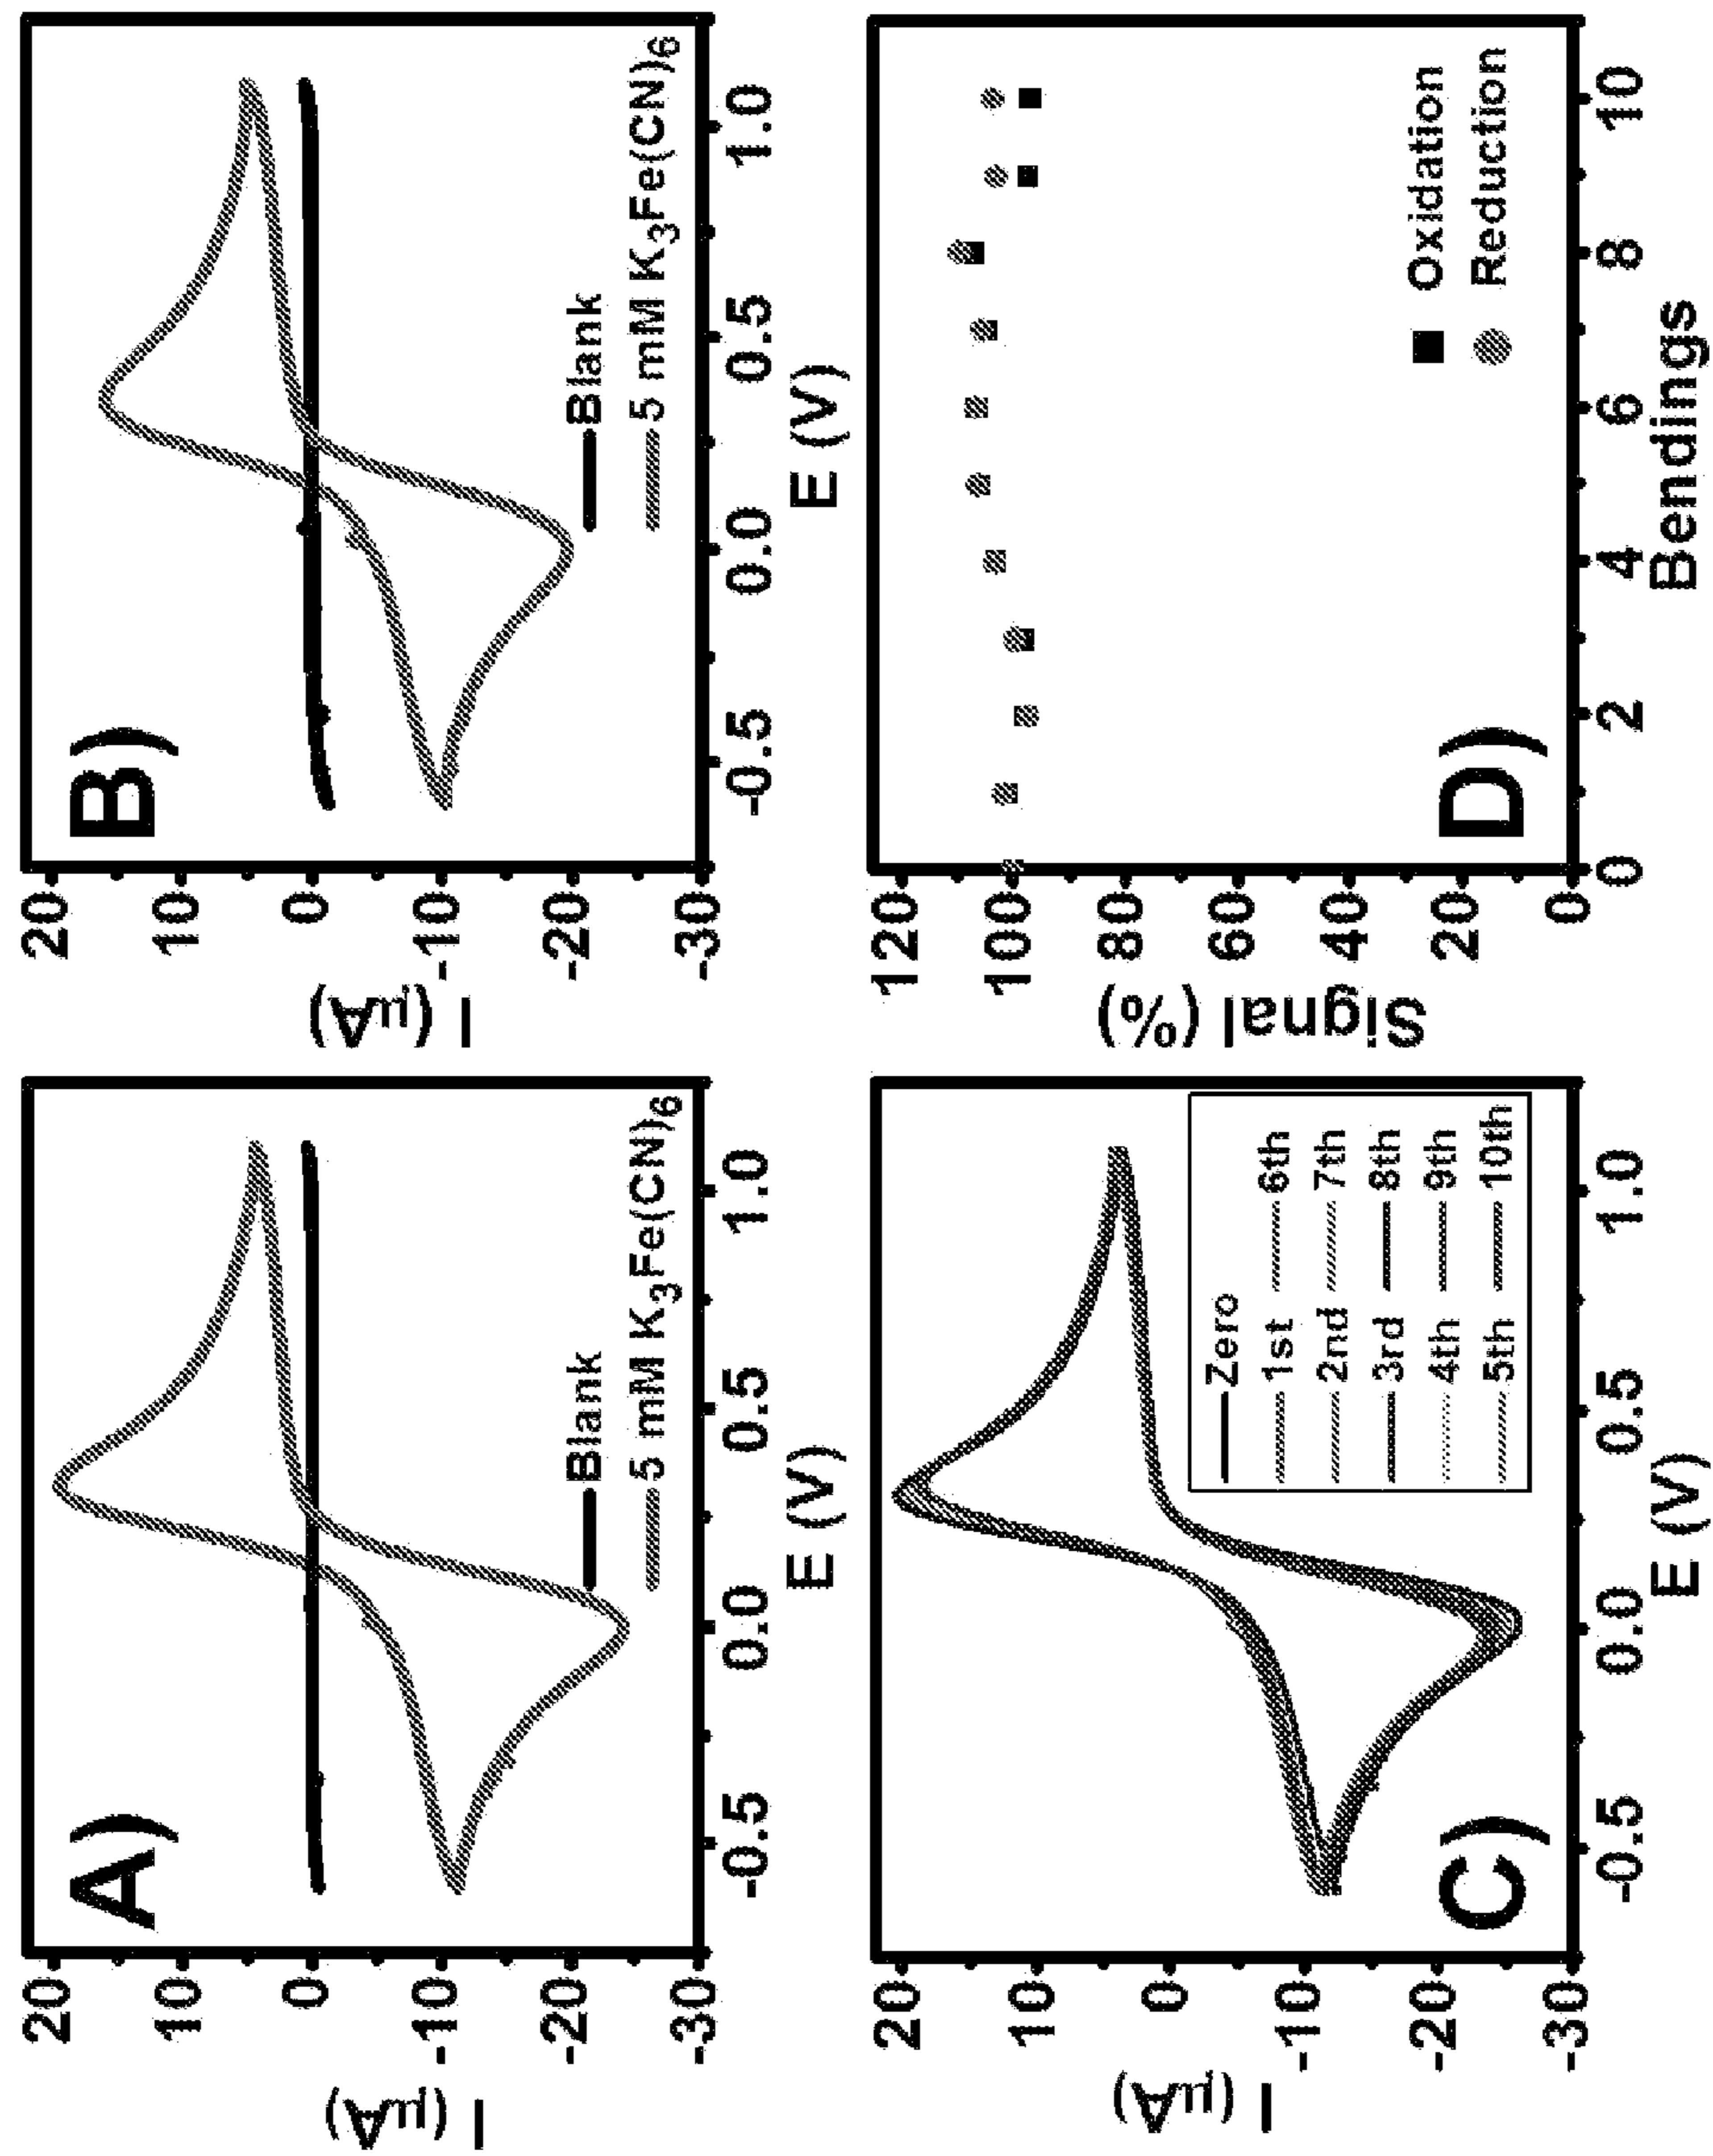 A)
20
10
0
-10
-20
-30
I (µA)
-0.5
0.0
0.5
1.0
E (V)
Blank
5 mM K₃Fe(CN)₆
B)
20
10
0
-10
-20
-30
I (µA)
-0.5
0.0
0.5
1.0
E (V)
Blank
5 mM K₃Fe(CN)₆
C)
20
10
0
-10
-20
-30
I (µA)
-0.5
0.0
0.5
1.0
E (V)
Zero
1st 6th
2nd 7th
3rd 8th
4th 9th
5th 10th
D)
120
100
80
60
40
20
0
Signal (%)
0
2
4
6
8
10
Bendings
Oxidation
Reduction